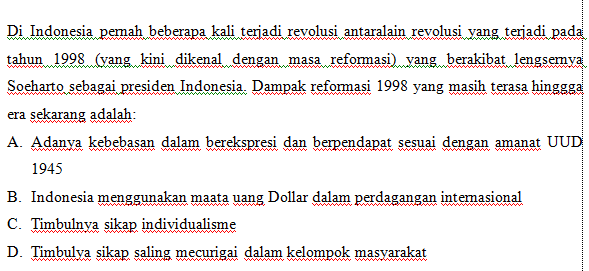 Di Indonesia pernah beberapa kali terjadi revolusi antaralain revolusi yang terjadi pada
tahun 1998 (yang kini dikenal dengan masa reformasi) yang berakibat lengsernya
Soeharto sebagai presiden Indonesia. Dampak reformasi 1998 yang masih terasa hinggga
era sekarang adalah:
A. Adanya kebebasan dalam berekspresi dan berpendapat sesuai dengan amanat UUD
1945
B. Indonesia menggunakan maata uang Dollar dalam perdagangan internasional
C. Timbulnya sikap individualisme
D. Timbulya sikap saling mecurigai dalam kelompok masyarakat